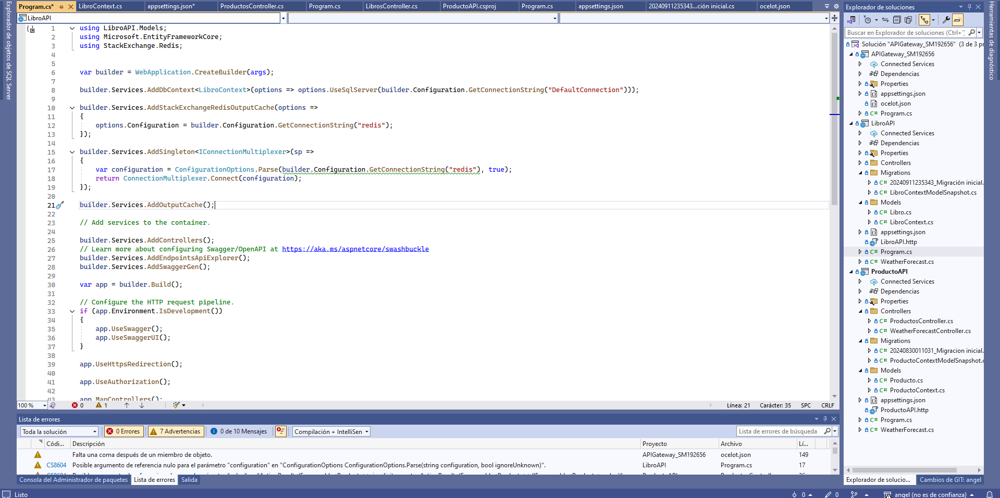 Program.cs*
LibroContext.cs
appsettings.json*
ProductosController.cs
Program.cs
LibrosController.cs
ProductoAPI.csproj
Program.cs
appsettings.json
20240911235343...ción inicial.cs
ocelot.json
LibroAPI
1 using LibroAPI.Models;
2 using Microsoft.EntityFrameworkCore;
3 using StackExchange.Redis;
4
5
6 var builder = WebApplication.CreateBuilder(args);
7
8 builder.Services.AddDbContext<LibroContext>(options => options.UseSqlServer(builder.Configuration.GetConnectionString("DefaultConnection")));
9
10 builder.Services.AddStackExchangeRedisOutputCache(options =>
11 {
12 options.Configuration = builder.Configuration.GetConnectionString("redis");
13 });
14
15 builder.Services.AddSingleton<IConnectionMultiplexer>(sp =>
16 {
17 var configuration = ConfigurationOptions.Parse(builder.Configuration.GetConnectionString("redis"), true);
18 return ConnectionMultiplexer.Connect(configuration);
19 });
20
21 builder.Services.AddOutputCache();
22
23 // Add services to the container.
24
25 builder.Services.AddControllers();
26 // Learn more about configuring Swagger/OpenAPI at https://aka.ms/aspnetcore/swashbuckle
27 builder.Services.AddEndpointsApiExplorer();
28 builder.Services.AddSwaggerGen();
29
30 var app = builder.Build();
31
32 // Configure the HTTP request pipeline.
33 if (app.Environment.IsDevelopment())
34 {
35 app.UseSwagger();
36 app.UseSwaggerUI();
37 }
38
39 app.UseHttpsRedirection();
40
41 app.UseAuthorization();
42
43 app.MapControllers();
100 %
0
1
Línea: 21 Carácter: 35 SPC CRLF
Lista de errores
Toda la solución
0 Errores
7 Advertencias
0 de 10 Mensajes
Compilación + IntelliSen
Lista de errores de búsqueda
Códi... Descripción Proyecto Archivo Lí...
Falta una coma después de un miembro de objeto. APIGateway_SM192656 ocelot.json 149
CS8604 Posible argumento de referencia nulo para el parámetro "configuration" en "ConfigurationOptions ConfigurationOptions.Parse(string configuration, bool ignoreUnknown)". LibroAPI Program.cs 17
Consola del Administrador de paquetes
Lista de errores
Salida
Listo
0
0
angel (no es de confianza)
Explorador de objetos de SQL Server
Explorador de soluciones
Buscar en Explorador de soluciones (Ctrl+
Solución "APIGateway_SM192656" (3 de 3 pr
APIGateway_SM192656
Connected Services
Dependencias
Properties
appsettings.json
ocelot.json
C# Program.cs
LibroAPI
Connected Services
Dependencias
Properties
Controllers
Migrations
C# 20240911235343_Migración inicial.
C# LibroContextModelSnapshot.cs
Models
C# Libro.cs
C# LibroContext.cs
appsettings.json
LibroAPI.http
C# Program.cs
C# WeatherForecast.cs
ProductoAPI
Connected Services
Dependencias
Properties
Controllers
C# ProductosController.cs
C# WeatherForecastController.cs
Migrations
C# 20240830011031_Migracion inicial.
C# ProductoContextModelSnapshot.c
Models
C# Producto.cs
C# ProductoContext.cs
appsettings.json
ProductoAPI.http
C# Program.cs
C# WeatherForecast.cs
Explorador de solucio...
Cambios de GIT: angel
Herramientas de diagnóstico